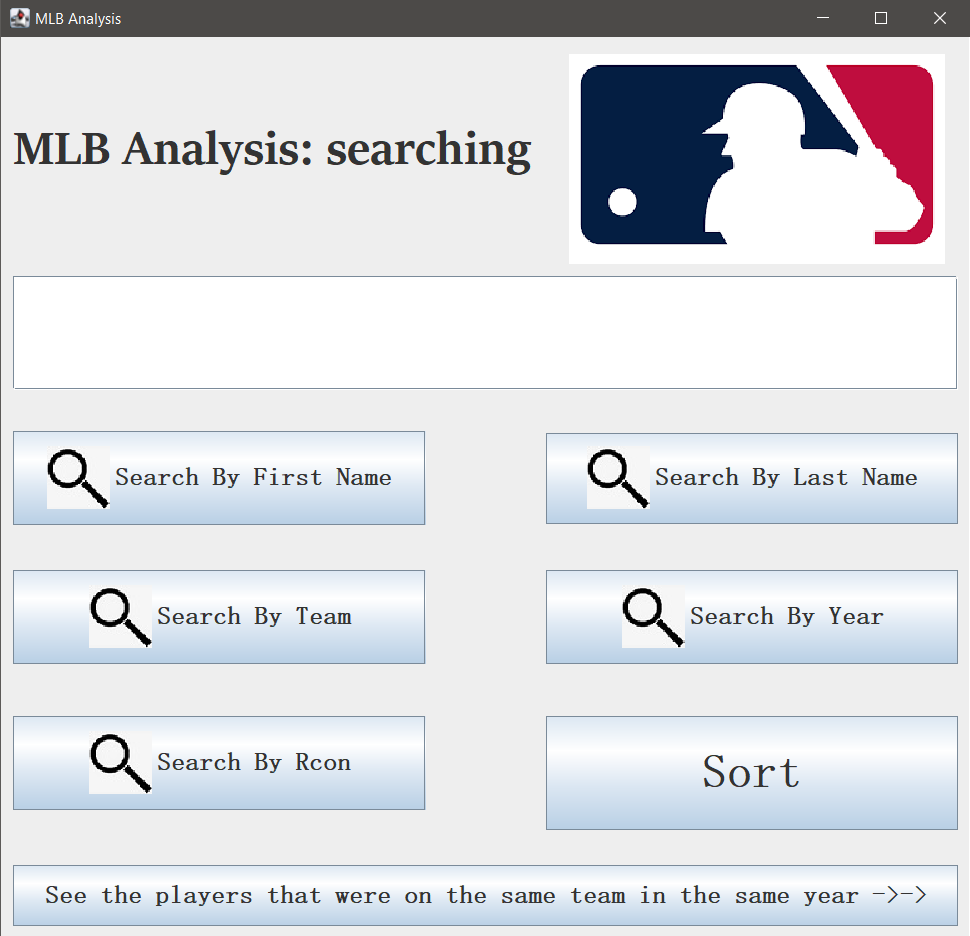 MLB Analysis
MLB Analysis: searching
Search By First Name
Search By Last Name
Search By Team
Search By Year
Search By Rcon
Sort
See the players that were on the same team in the same year ->->